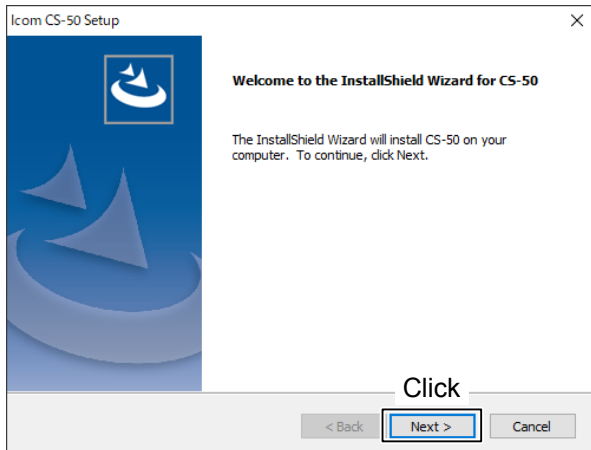 Icom CS-50 Setup
Welcome to the InstallShield Wizard for CS-50
The InstallShield Wizard will install CS-50 on your
computer. To continue, click Next.
Click
< Back Next > Cancel